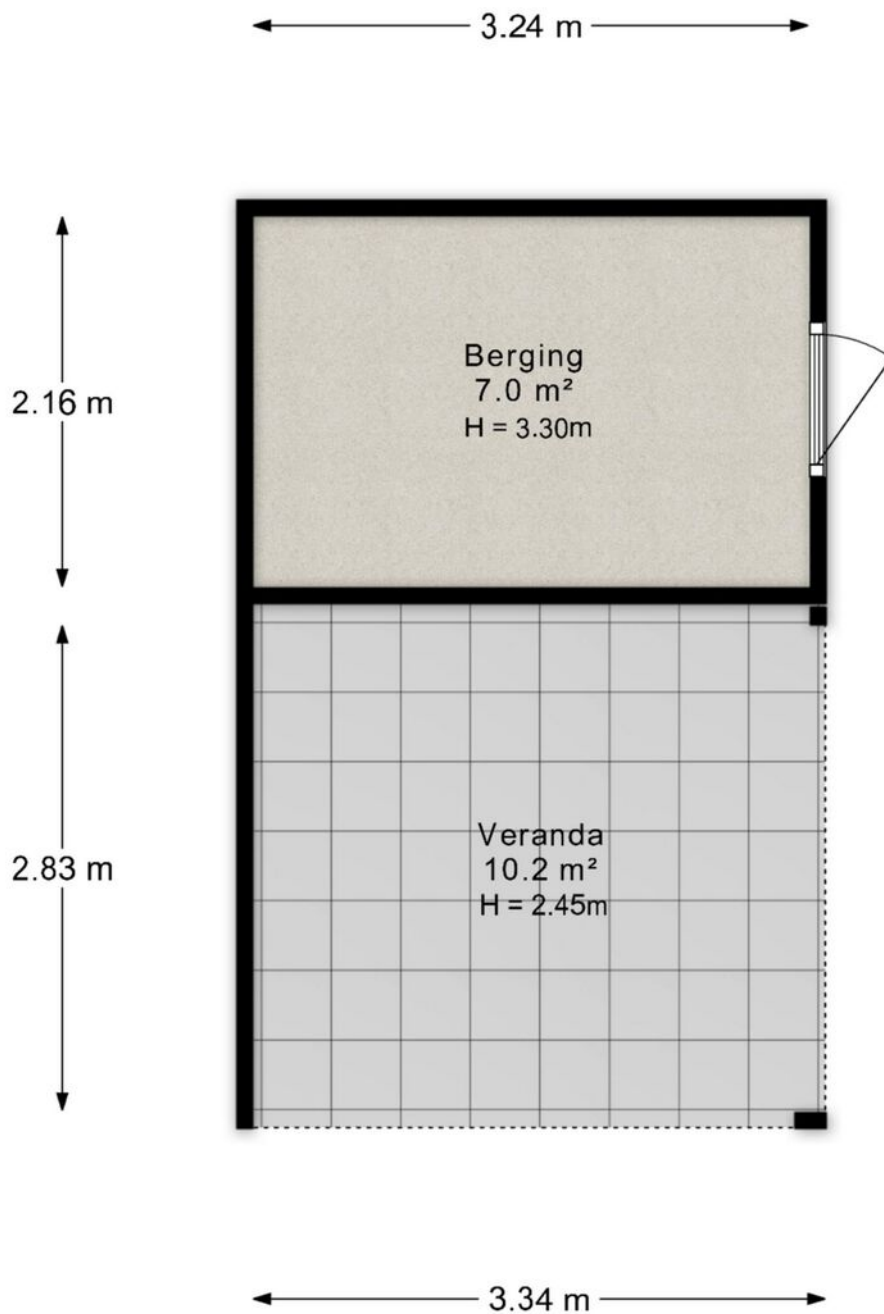 3.24 m
2.16 m
Berging
7.0 m²
H = 3.30m
2.83 m
Veranda
10.2 m²
H = 2.45m
3.34 m